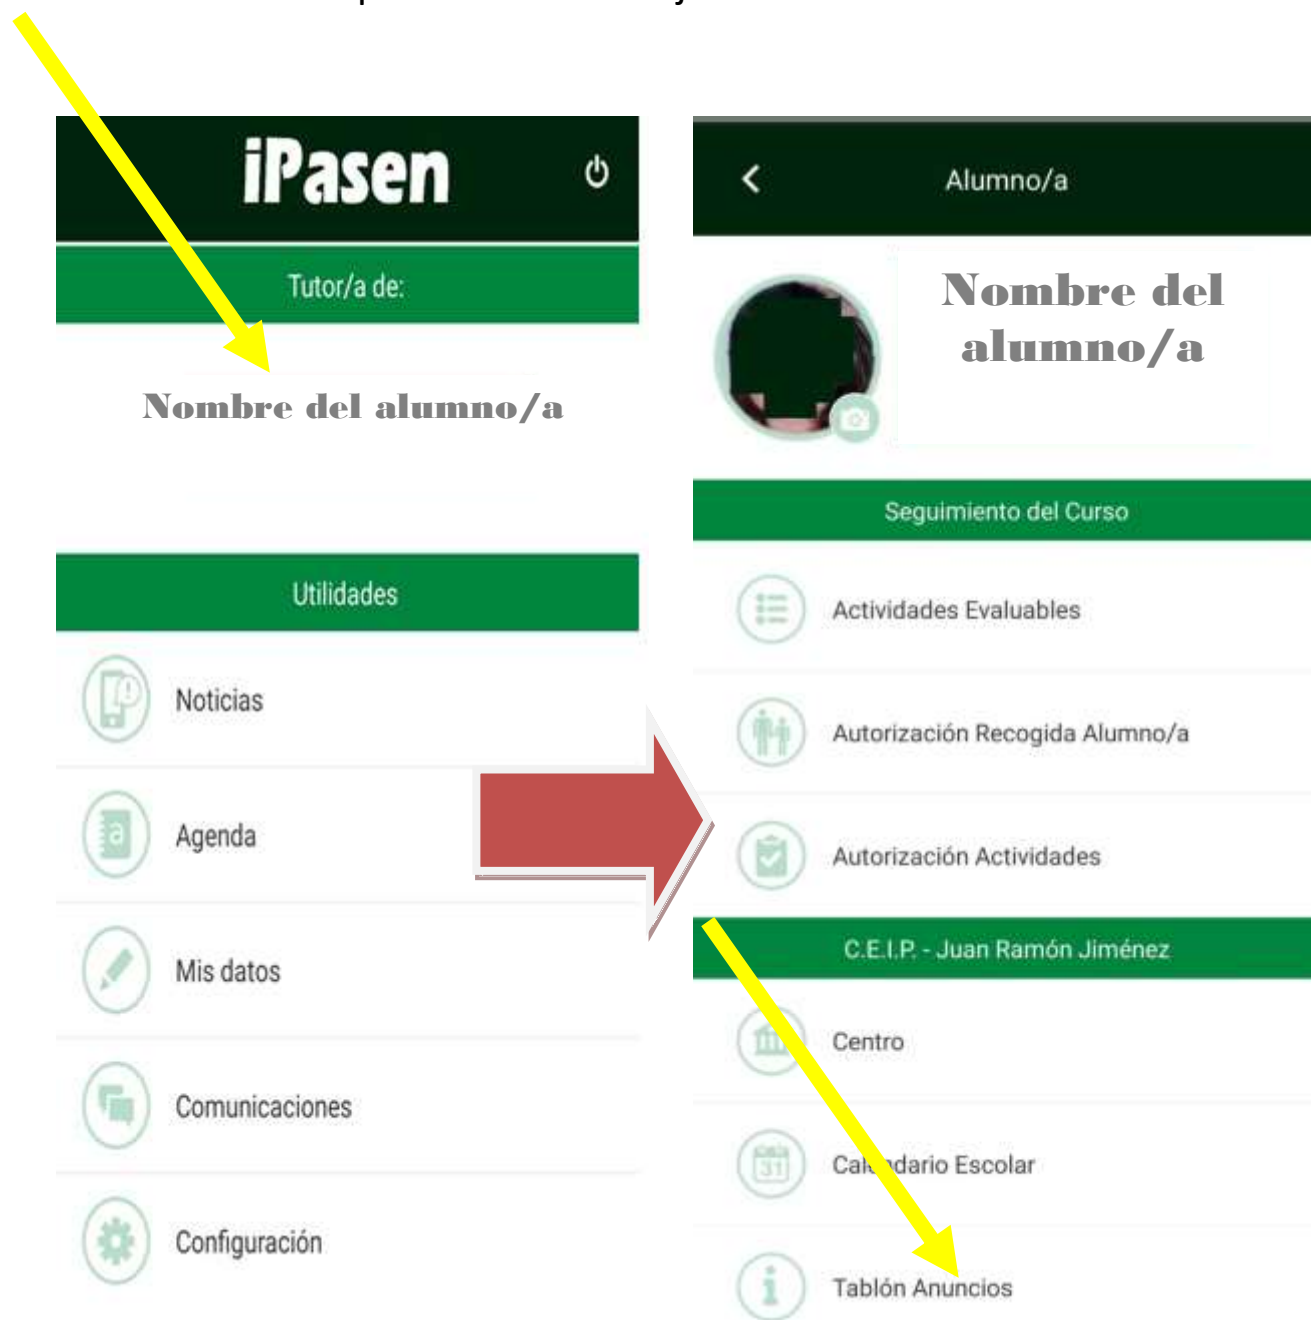 iPasen
Tutor/a de:
Nombre del alumno/a
Utilidades
Noticias
Agenda
Mis datos
Comunicaciones
Configuración
Alumno/a
Nombre del
alumno/a
Seguimiento del Curso
Actividades Evaluables
Autorización Recogida Alumno/a
Autorización Actividades
C.E.I.P. - Juan Ramón Jiménez
Centro
31
Calendario Escolar
Tablón Anuncios